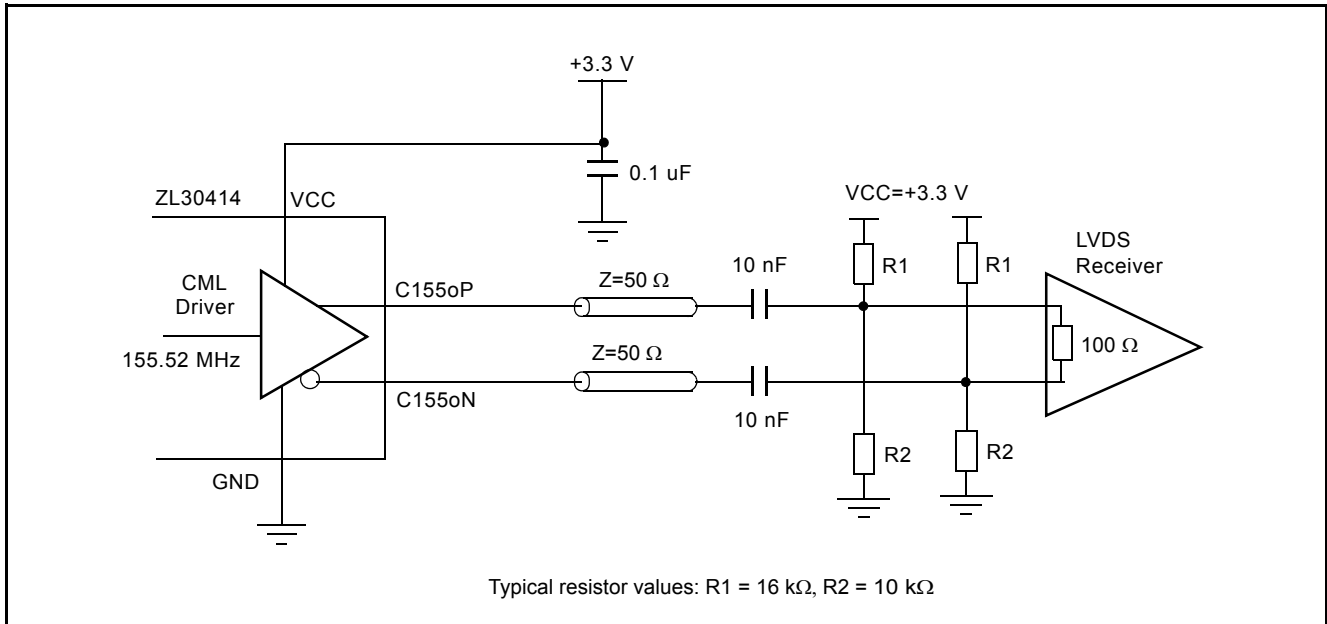 +3.3 V
0.1 uF
ZL30414
VCC
VCC=+3.3 V
CML
Driver
155.52 MHz
C155oP
C155oN
GND
Z=50 Ω
Z=50 Ω
10 nF
10 nF
R1
R1
R2
R2
LVDS
Receiver
100 Ω
Typical resistor values: R1 = 16 kΩ, R2 = 10 kΩ